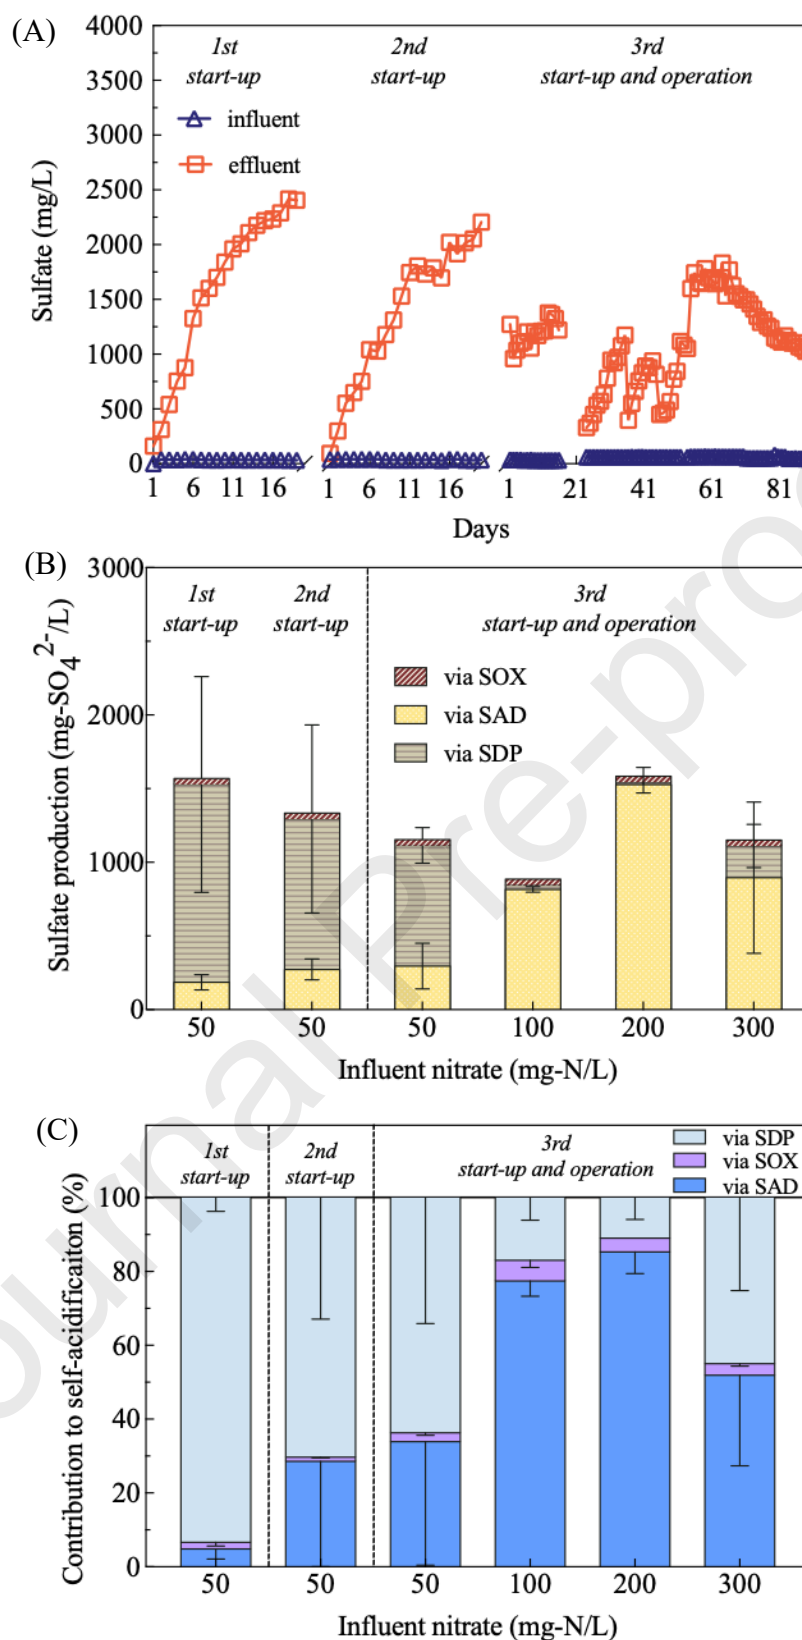 (A)
4000
3500
3000
2500
2000
1500
1000
500
0
Sulfate (mg/L)
1st
start-up
2nd
start-up
3rd
start-up and operation
influent
effluent
1 6 11 16 1 6 11 16 1 21 41 61 81
Days
(B)
3000
2000
1000
0
Sulfate production (mg-SO₄²⁻/L)
1st
start-up
2nd
start-up
3rd
start-up and operation
via SOX
via SAD
via SDP
50 50 50 100 200 300
Influent nitrate (mg-N/L)
(C)
100
80
60
40
20
0
Contribution to self-acidificaiton (%)
1st
start-up
2nd
start-up
3rd
start-up and operation
via SDP
via SOX
via SAD
50 50 50 100 200 300
Influent nitrate (mg-N/L)
Journal Pre-proo